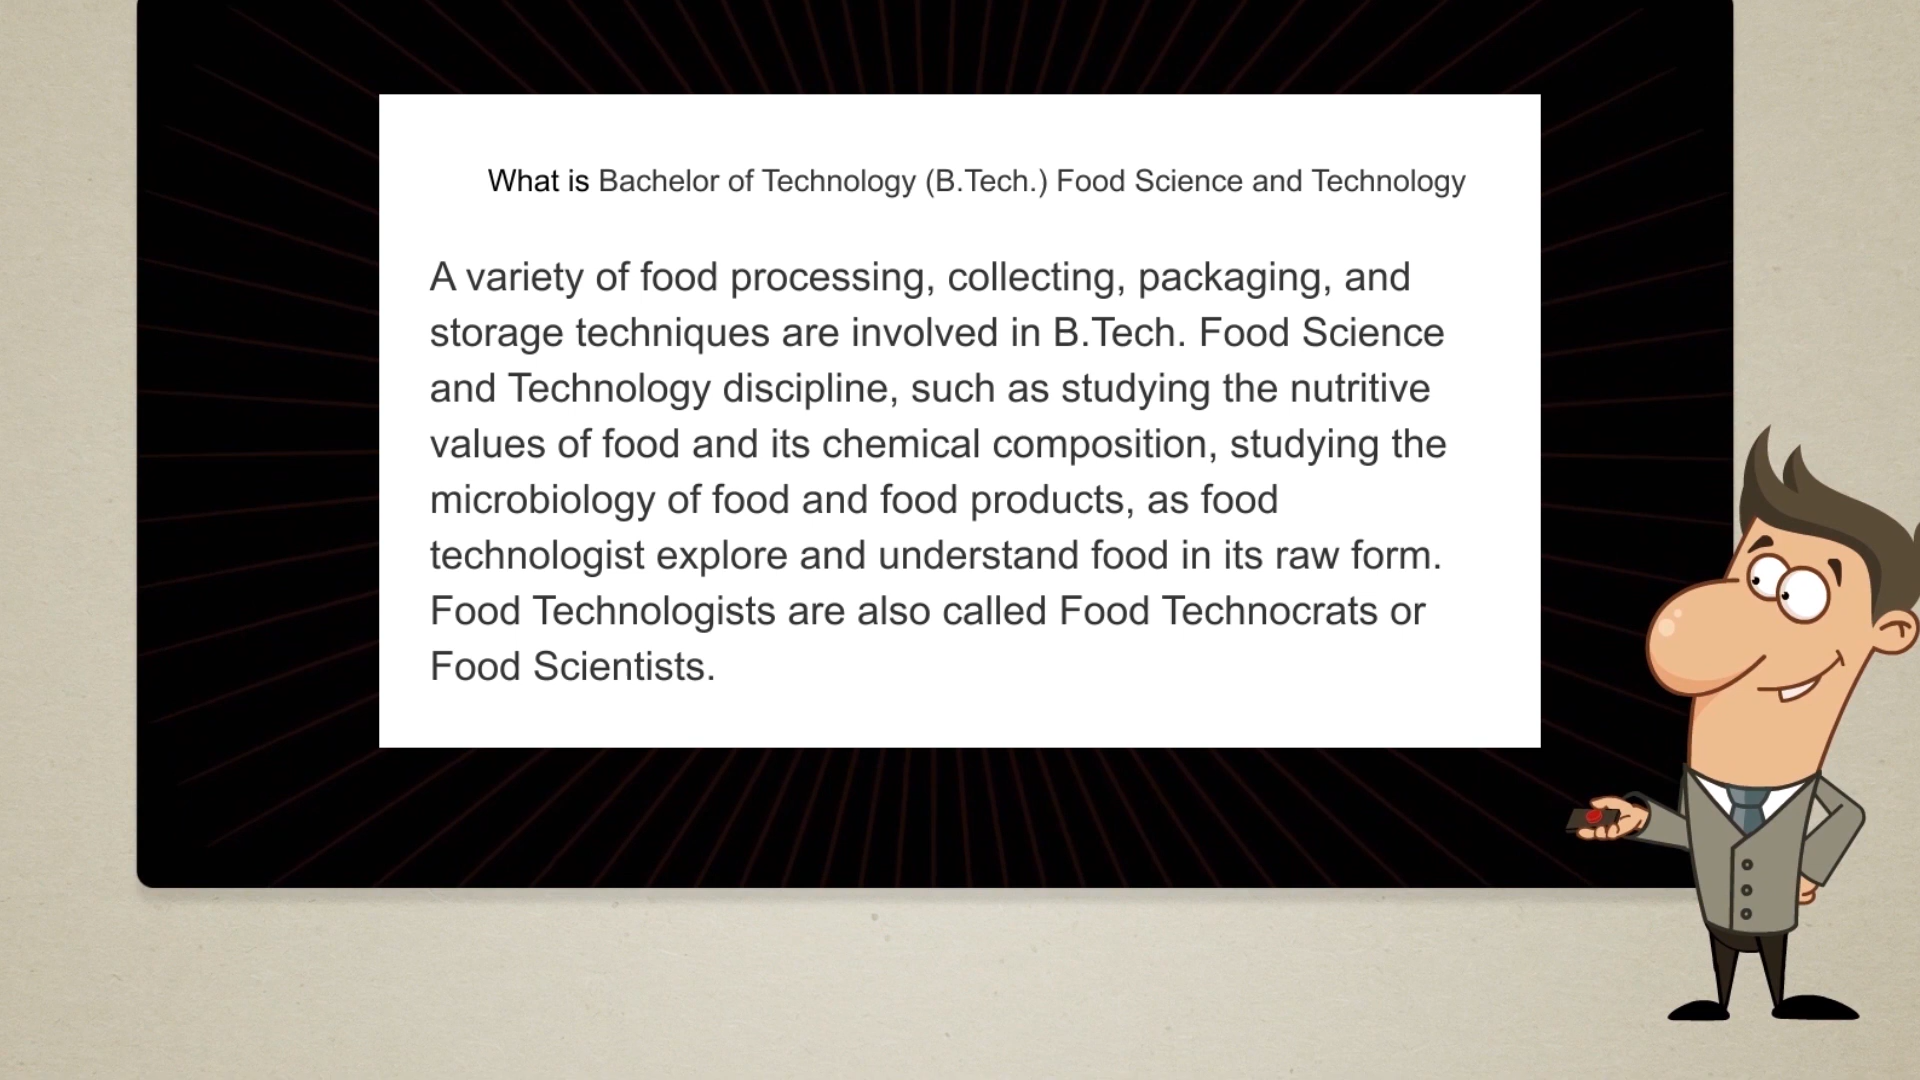 What is Bachelor of Technology (B.Tech.) Food Science and Technology
A variety of food processing, collecting, packaging, and
storage techniques are involved in B.Tech. Food Science
and Technology discipline, such as studying the nutritive
values of food and its chemical composition, studying the
microbiology of food and food products, as food
technologist explore and understand food in its raw form.
Food Technologists are also called Food Technocrats or
Food Scientists.